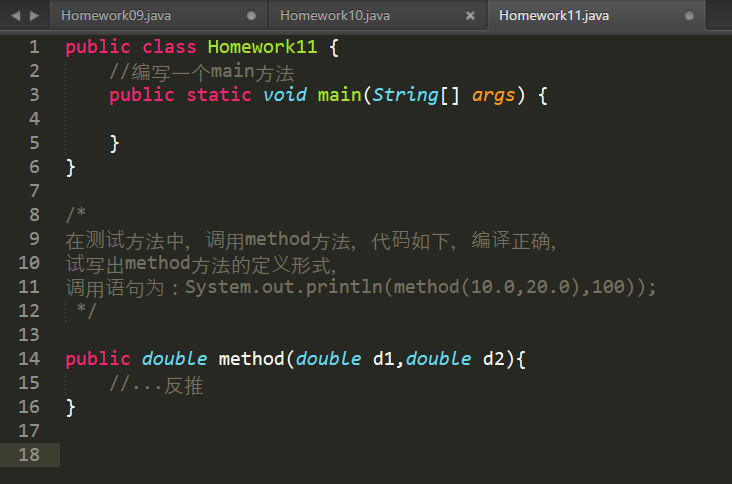 Homework09.java
Homework10.java
Homework11.java
1 public class Homework11 {
2 //编写一个main方法
3 public static void main(String[] args) {
4
5 }
6 }
7
8 /*
9 在测试方法中，调用method方法，代码如下，编译正确，
10 试写出method方法的定义形式，
11 调用语句为：System.out.println(method(10.0,20.0),100));
12 */
13
14 public double method(double d1,double d2){
15 //...反推
16 }
17
18